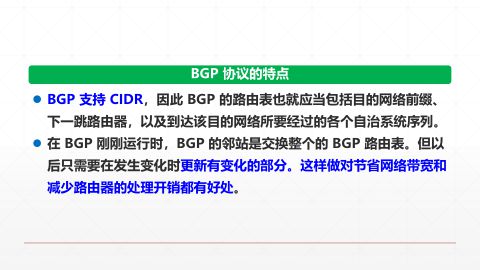 BGP 协议的特点
BGP 支持 CIDR，因此 BGP 的路由表也就应当包括目的网络前缀、
下一跳路由器，以及到达该目的网络所要经过的各个自治系统序列。
在 BGP 刚刚运行时，BGP 的邻站是交换整个的 BGP 路由表。但以
后只需要在发生变化时更新有变化的部分。这样做对节省网络带宽和
减少路由器的处理开销都有好处。